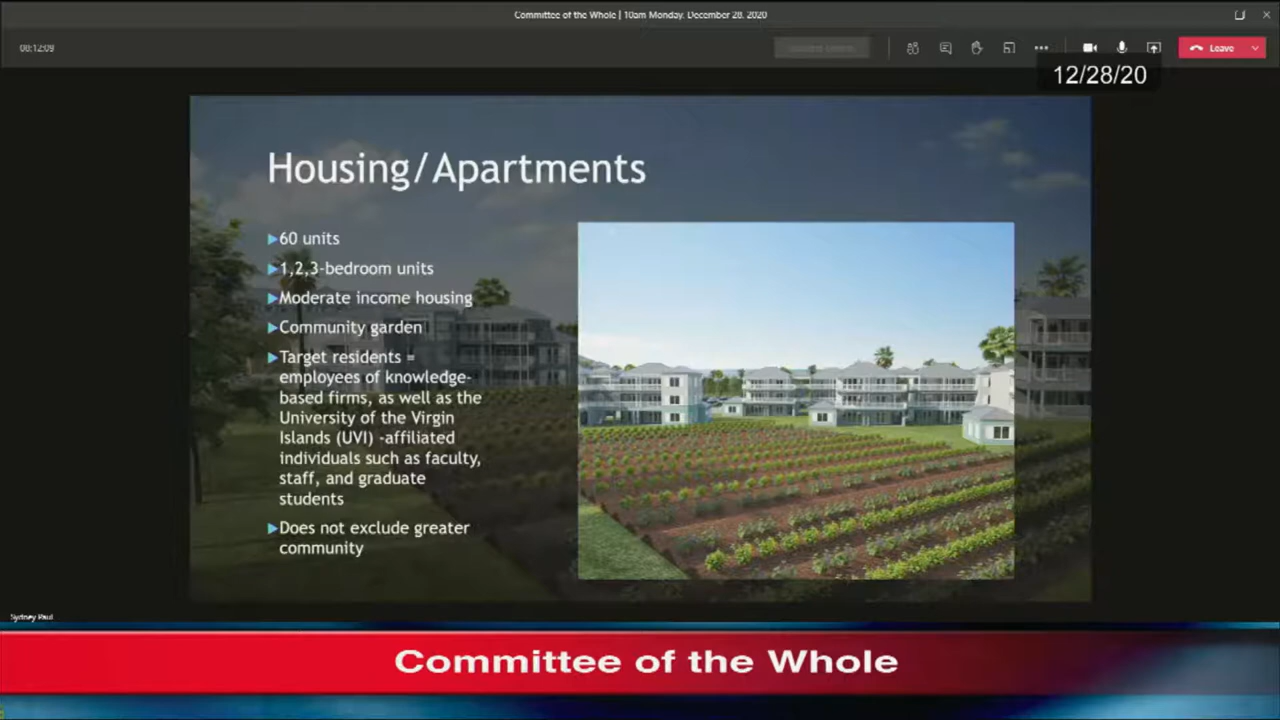 Committee of the Whole | 10am Monday, December 28, 2020
08:12:09
Leave
12/28/20
Housing/Apartments
60 units
1,2,3-bedroom units
Moderate income housing
Community garden
Target residents =
employees of knowledge-
based firms, as well as the
University of the Virgin
Islands (UVI) -affiliated
individuals such as faculty,
staff, and graduate
students
Does not exclude greater
community
Sydney Paul
Committee of the Whole